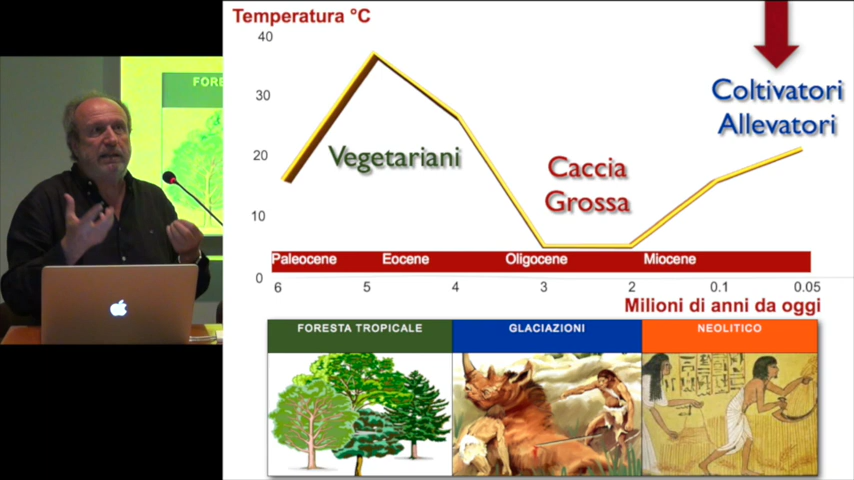 Temperatura °C
40
30
20
10
0
Vegetariani
Caccia
Grossa
Coltivatori
Allevatori
Paleocene Eocene Oligocene Miocene
6 5 4 3 2 0.1 0.05
Milioni di anni da oggi
FORESTA TROPICALE GLACIAZIONI NEOLITICO
FORE